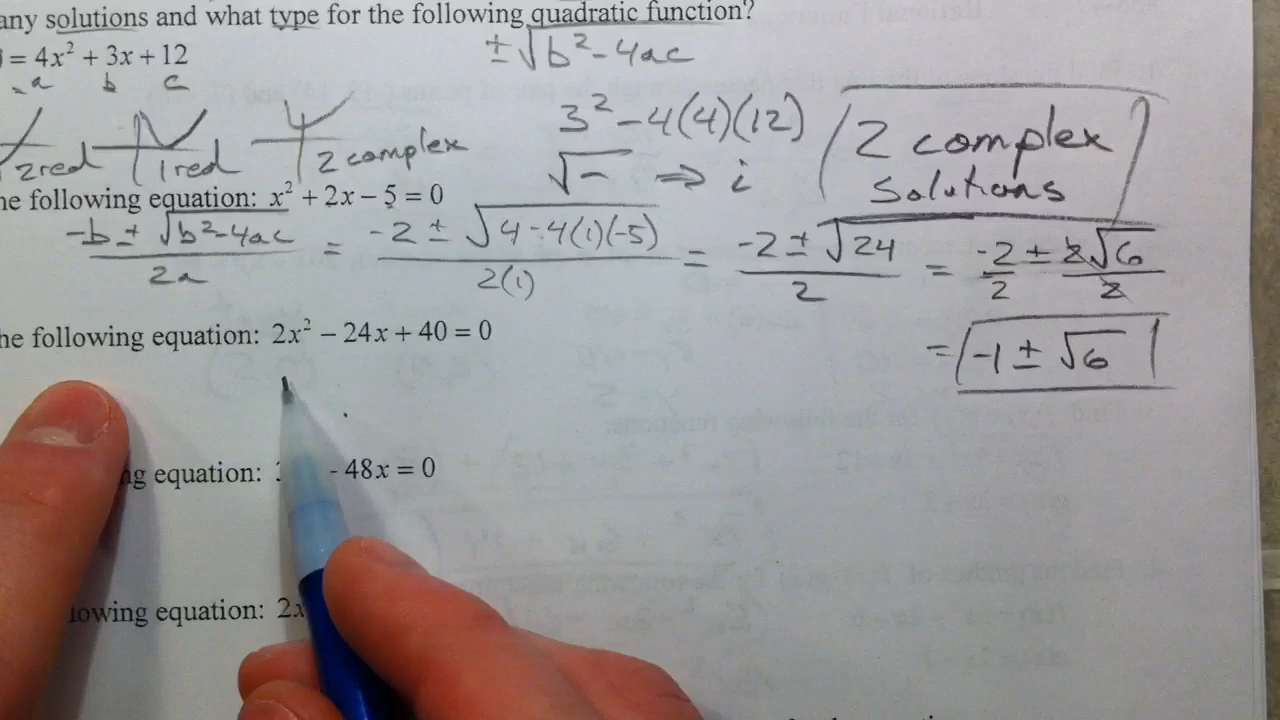 any solutions and what type for the following quadratic function?
= 4x² + 3x + 12
a b c
±√b²-4ac
3²-4(4)(12)
√- ⇒ i
2 complex
solutions
2 red 1 red 2 complex
he following equation: x² + 2x − 5 = 0
-b ± √b²-4ac / 2a = -2 ± √4-4(1)(-5) / 2(1) = -2 ± √24 / 2 = -2/2 ± 2√6/2
= -1 ± √6
he following equation: 2x² − 24x + 40 = 0
ng equation: - 48x = 0
lowing equation: 2x